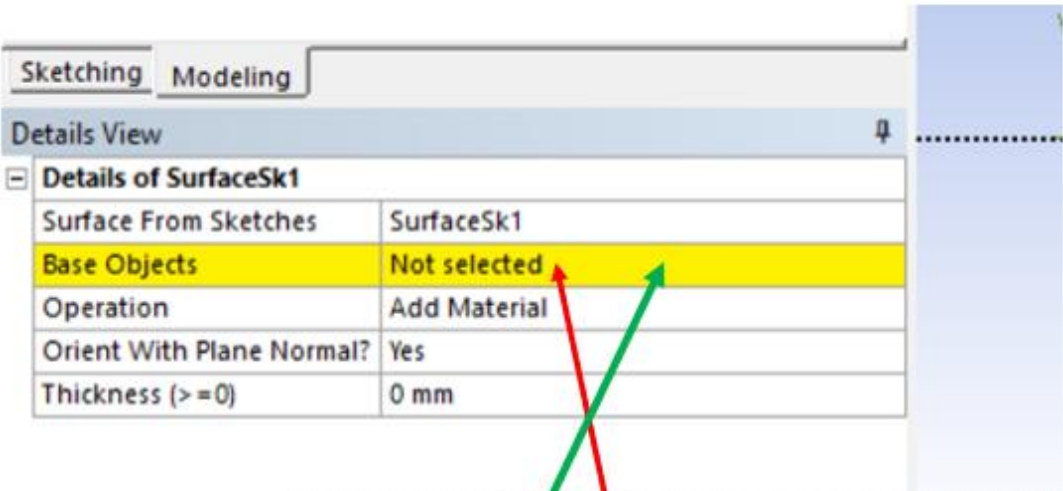 Sketching Modeling
Details View
Details of SurfaceSk1
Surface From Sketches SurfaceSk1
Base Objects Not selected
Operation Add Material
Orient With Plane Normal? Yes
Thickness (>=0) 0 mm